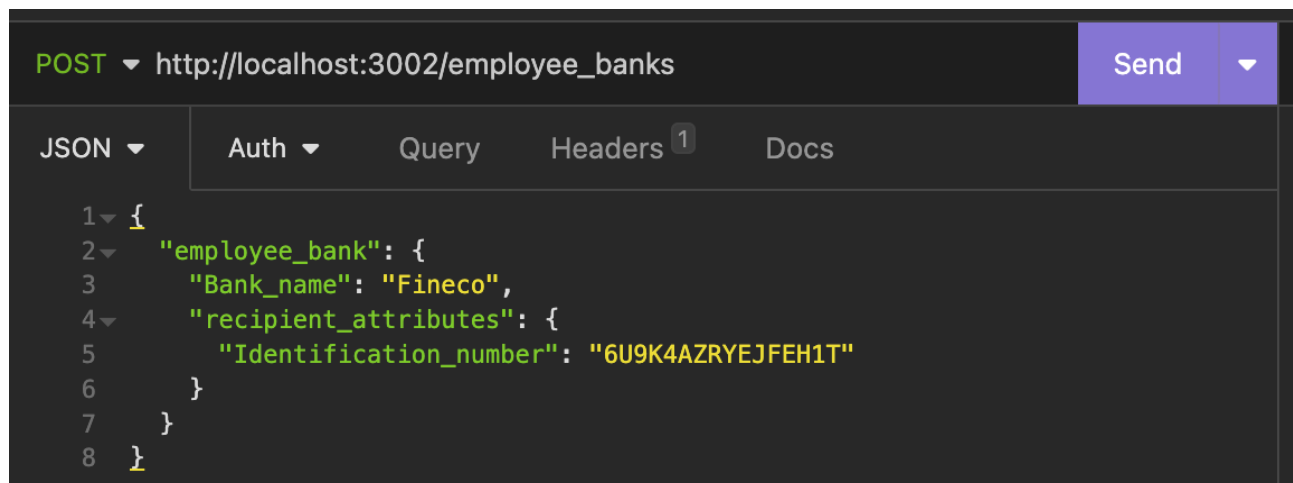 POST http://localhost:3002/employee_banks Send
JSON Auth Query Headers 1 Docs
1 {
2 "employee_bank": {
3 "Bank_name": "Fineco",
4 "recipient_attributes": {
5 "Identification_number": "6U9K4AZRYEJFEH1T"
6 }
7 }
8 }